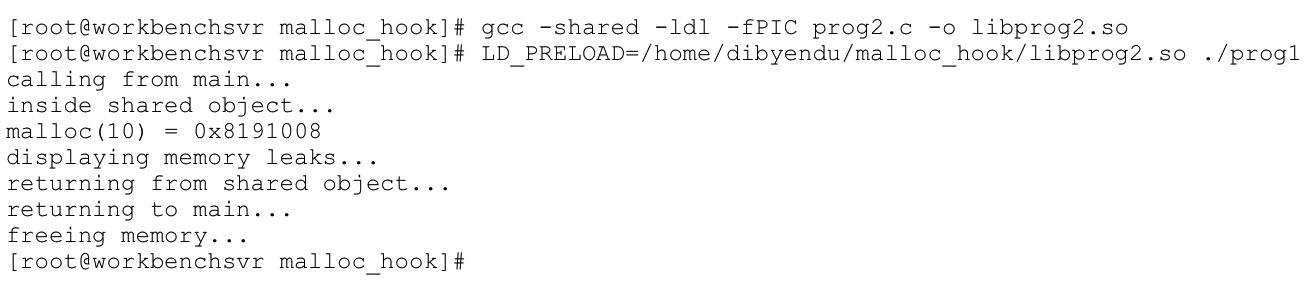 [root@workbenchsvr malloc_hook]# gcc -shared -ldl -fPIC prog2.c -o libprog2.so
[root@workbenchsvr malloc_hook]# LD_PRELOAD=/home/dibyendu/malloc_hook/libprog2.so ./prog1
calling from main...
inside shared object...
malloc(10) = 0x8191008
displaying memory leaks...
returning from shared object...
returning to main...
freeing memory...
[root@workbenchsvr malloc_hook]#